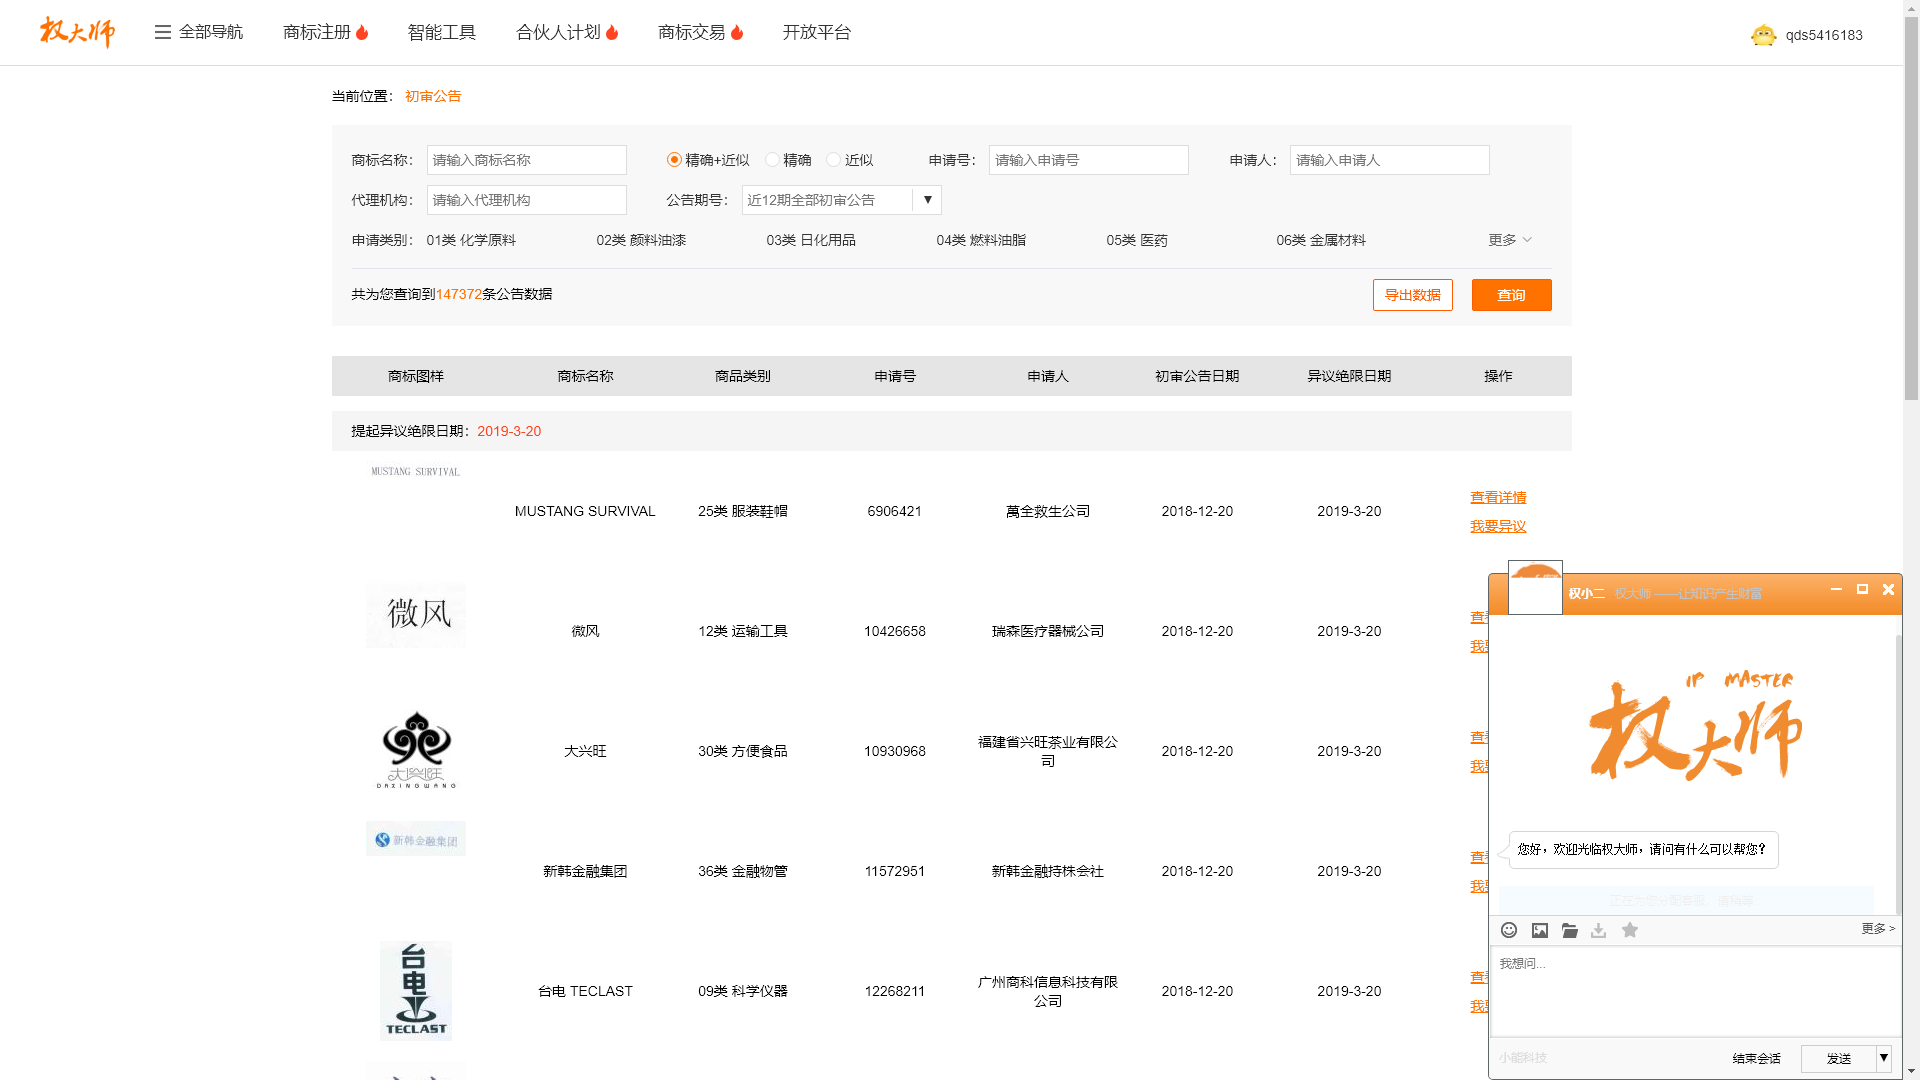 权大师 全部导航 商标注册 智能工具 合伙人计划 商标交易 开放平台 qds5416183
当前位置： 初审公告
商标名称： 请输入商标名称 精确+近似 精确 近似 申请号： 请输入申请号 申请人： 请输入申请人
代理机构： 请输入代理机构 公告期号： 近12期全部初审公告 ▼
申请类别： 01类 化学原料 02类 颜料油漆 03类 日化用品 04类 燃料油脂 05类 医药 06类 金属材料 更多
共为您查询到147372条公告数据 导出数据 查询
商标图样 商标名称 商品类别 申请号 申请人 初审公告日期 异议绝限日期 操作
提起异议绝限日期：2019-3-20
MUSTANG SURVIVAL
MUSTANG SURVIVAL 25类 服装鞋帽 6906421 萬全救生公司 2018-12-20 2019-3-20 查看详情
我要异议
微风
微风 12类 运输工具 10426658 瑞森医疗器械公司 2018-12-20 2019-3-20
大兴旺
DAXINGWANG
大兴旺 30类 方便食品 10930968 福建省兴旺茶业有限公
司 2018-12-20 2019-3-20
新韩金融集团
新韩金融集团 36类 金融物管 11572951 新韩金融持株会社 2018-12-20 2019-3-20
台电
TECLAST
台电 TECLAST 09类 科学仪器 12268211 广州商科信息科技有限
公司 2018-12-20 2019-3-20
权小二 权大师 ——让知识产生财富
IP MASTER
权大师
您好，欢迎光临权大师，请问有什么可以帮您？
更多 >
我想问...
小能科技 结束会话 发送 ▼